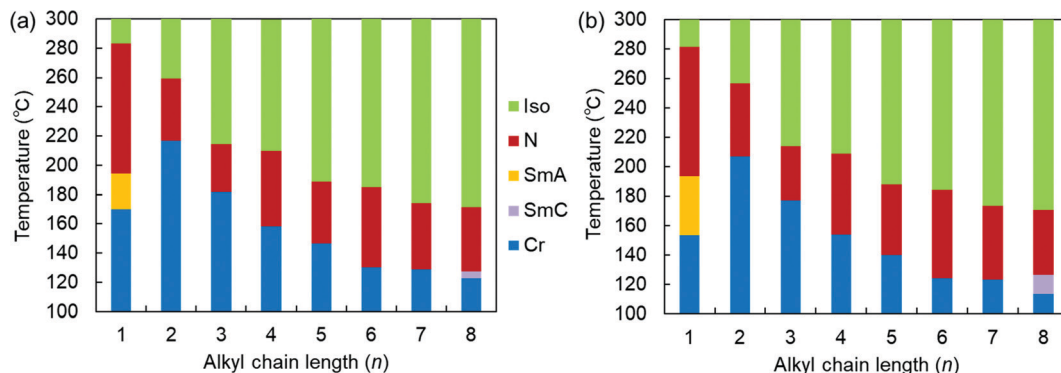 (a)
300
280
260
240
220
200
180
160
140
120
100
Temperature (°C)
1 2 3 4 5 6 7 8
Alkyl chain length (n)
Iso
N
SmA
SmC
Cr
(b)
300
280
260
240
220
200
180
160
140
120
100
Temperature (°C)
1 2 3 4 5 6 7 8
Alkyl chain length (n)